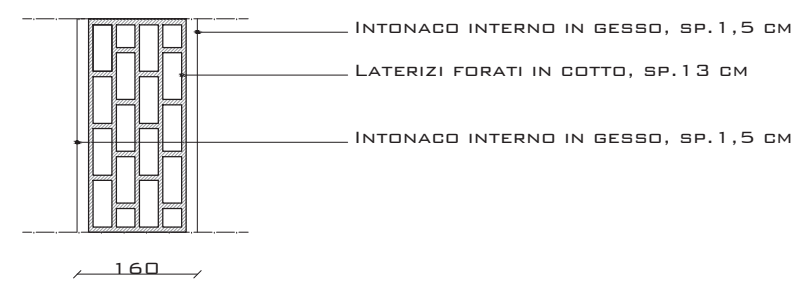 Intonaco interno in gesso, sp.1,5 cm
Laterizi forati in cotto, sp.13 cm
Intonaco interno in gesso, sp.1,5 cm
160